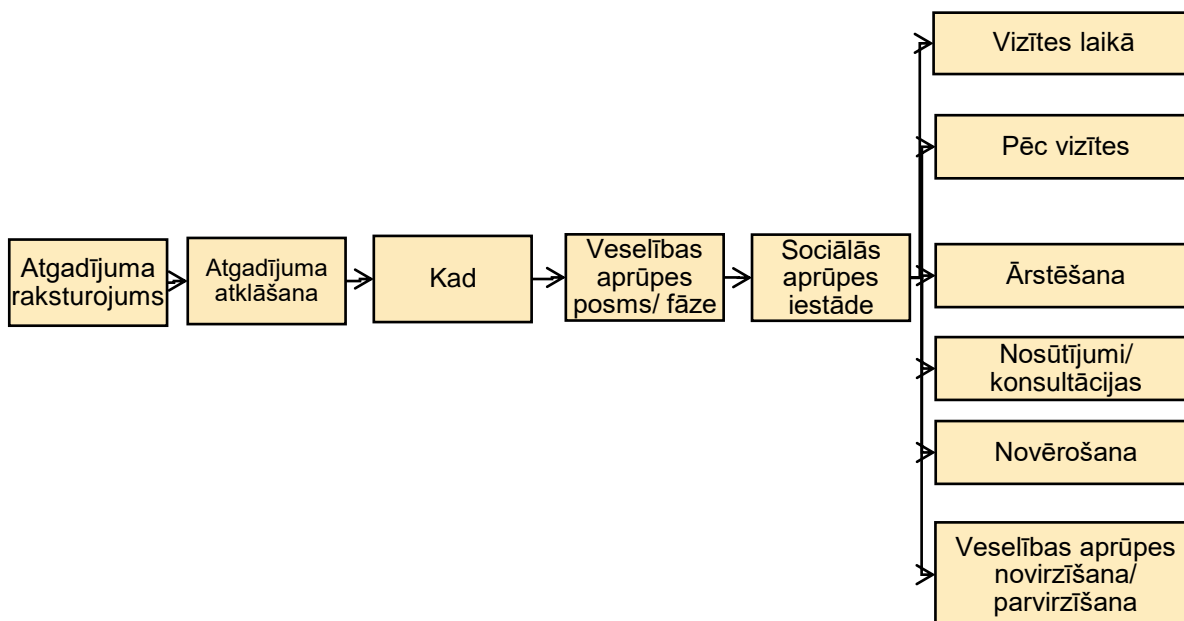 Atgadījuma
raksturojums
Atgadījuma
atklāšana
Kad
Veselības
aprūpes
posms/ fāze
Sociālās
aprūpes
iestāde
Vizītes laikā
Pēc vizītes
Ārstēšana
Nosūtījumi/
konsultācijas
Novērošana
Veselības aprūpes
novirzīšana/
parvirzīšana